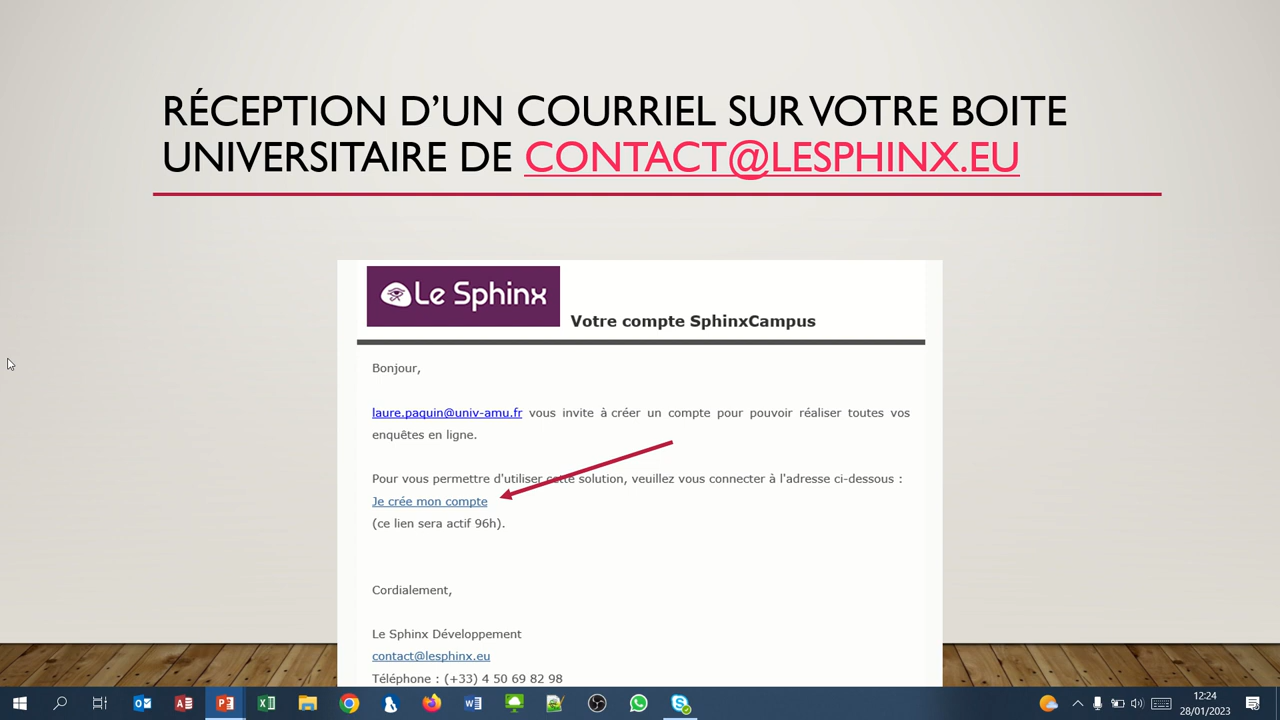 RÉCEPTION D’UN COURRIEL SUR VOTRE BOITE
UNIVERSITAIRE DE CONTACT@LESPHINX.EU
Le Sphinx
Votre compte SphinxCampus
Bonjour,
laure.paquin@univ-amu.fr vous invite à créer un compte pour pouvoir réaliser toutes vos
enquêtes en ligne.
Pour vous permettre d'utiliser cette solution, veuillez vous connecter à l'adresse ci-dessous :
Je crée mon compte
(ce lien sera actif 96h).
Cordialement,
Le Sphinx Développement
contact@lesphinx.eu
Téléphone : (+33) 4 50 69 82 98
12:24
28/01/2023